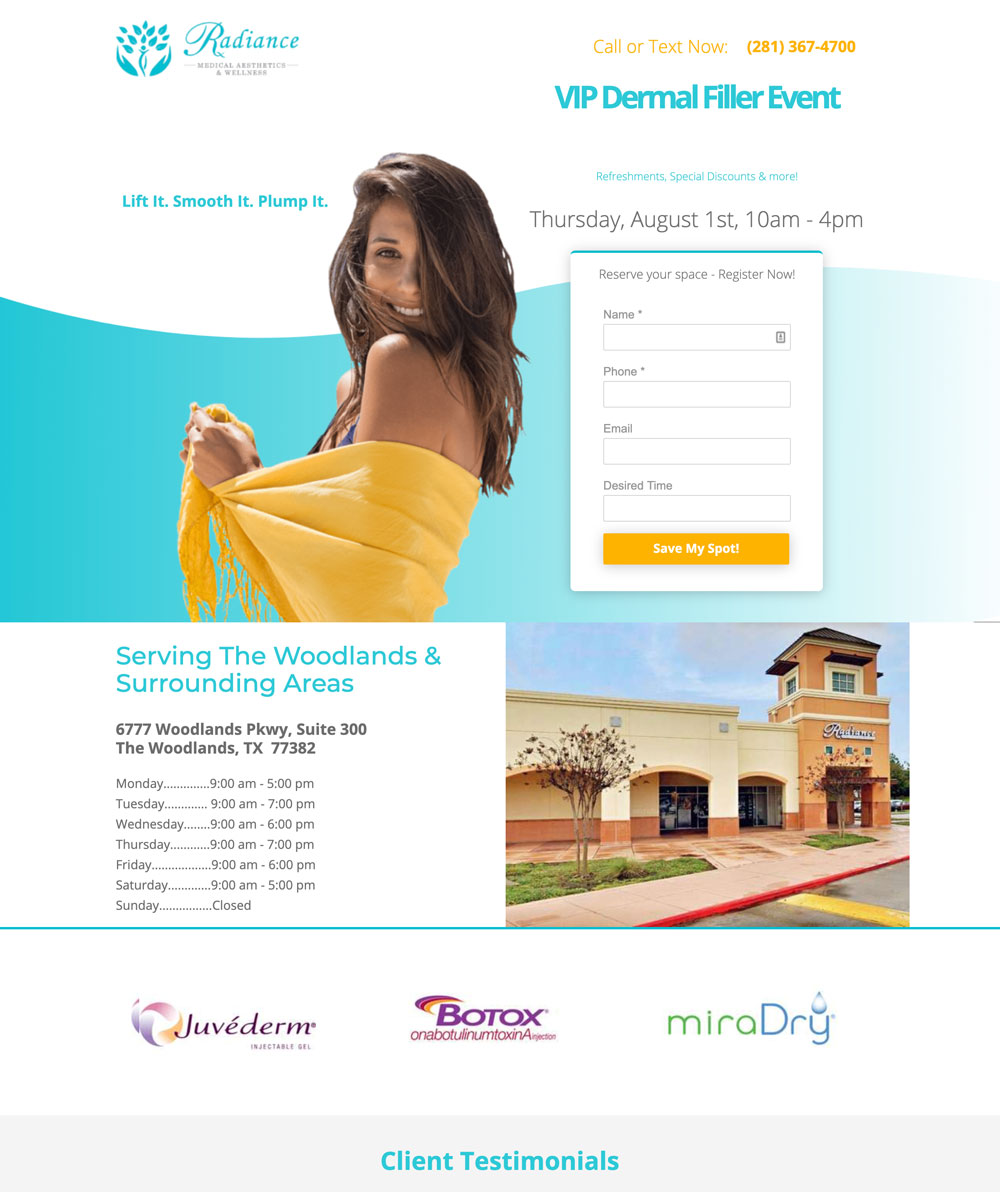 Radiance
MEDICAL AESTHETICS
& WELLNESS
Call or Text Now: (281) 367-4700
VIP Dermal Filler Event
Refreshments, Special Discounts & more!
Lift It. Smooth It. Plump It.
Thursday, August 1st, 10am - 4pm
Reserve your space - Register Now!
Name *
Phone *
Email
Desired Time
Save My Spot!
Serving The Woodlands &
Surrounding Areas
6777 Woodlands Pkwy, Suite 300
The Woodlands, TX  77382
Monday..............9:00 am - 5:00 pm
Tuesday............. 9:00 am - 7:00 pm
Wednesday........9:00 am - 6:00 pm
Thursday............9:00 am - 7:00 pm
Friday..................9:00 am - 6:00 pm
Saturday.............9:00 am - 5:00 pm
Sunday................Closed
Radiance
Juvéderm®
INJECTABLE GEL
BOTOX®
onabotulinumtoxinA injection
miraDry®
Client Testimonials